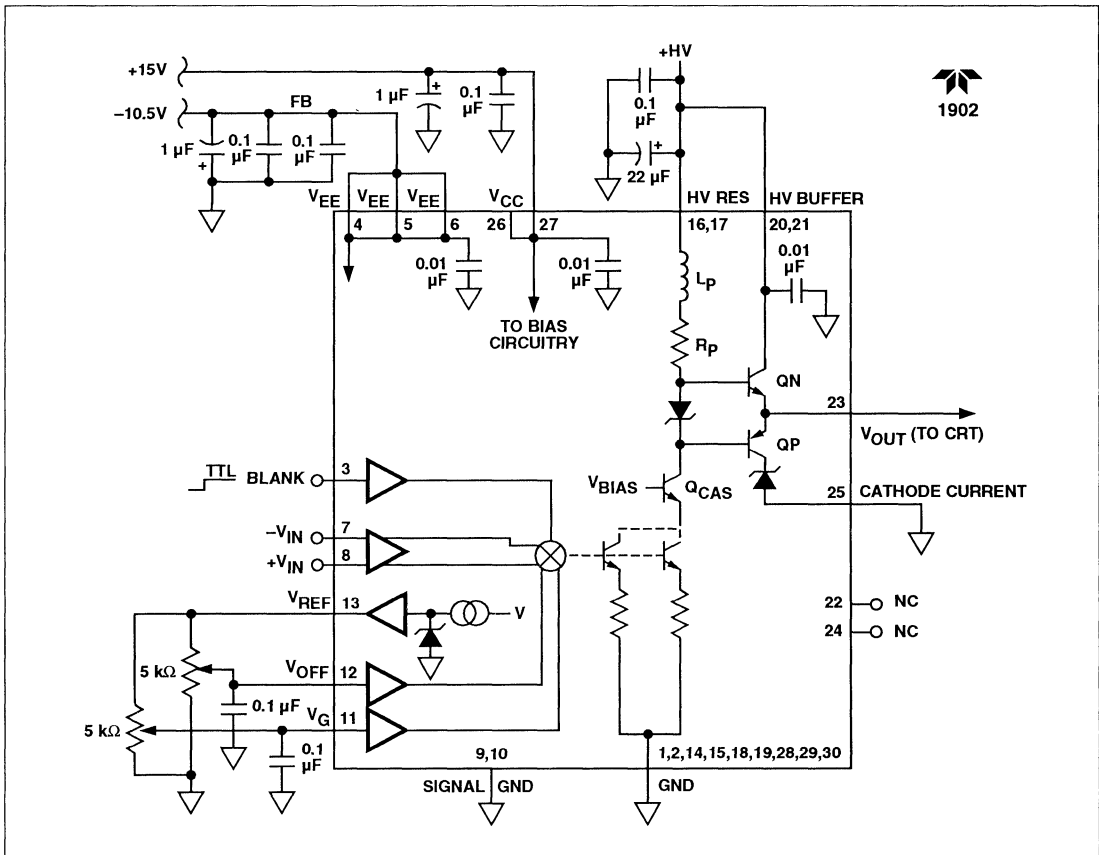 +HV
+15V
1 µF
+
0.1
µF
0.1
µF
1902
–10.5V
FB
1 µF
+
0.1
µF
0.1
µF
+
22 µF
VEE
VEE
VEE
VCC
HV RES
HV BUFFER
4
5
6
26
27
16,17
20,21
0.01
µF
0.01
µF
0.01
µF
LP
TO BIAS
CIRCUITRY
RP
QN
23
VOUT (TO CRT)
QP
TTL
BLANK
3
VBIAS
QCAS
25
CATHODE CURRENT
–VIN
7
+VIN
8
VREF
13
V
22
NC
24
NC
5 kΩ
VOFF
12
0.1 µF
5 kΩ
VG
11
0.1
µF
9,10
1,2,14,15,18,19,28,29,30
SIGNAL
GND
GND